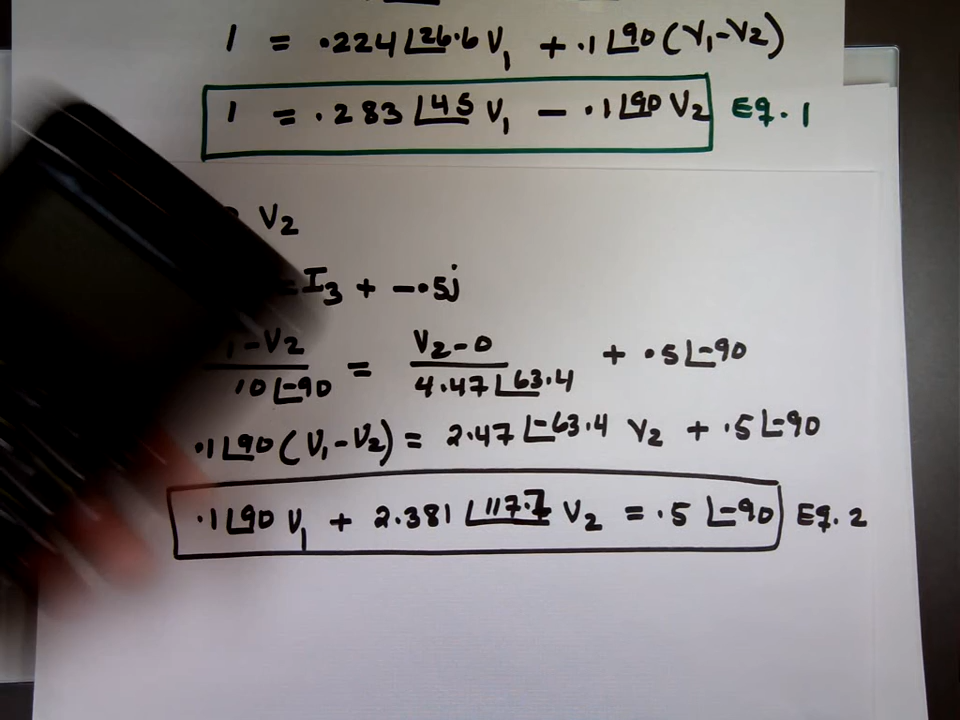 1 = .224∠26.6 V₁ + .1∠90 (V₁-V₂)
1 = .283∠45 V₁ - .1∠90 V₂ Eq. 1
V₂
= I₃ + -.5j
-V₂ / 10∠-90 = V₂-0 / 4.47∠63.4 + .5∠-90
.1∠90 (V₁-V₂) = 2.47∠-63.4 V₂ + .5∠-90
.1∠90 V₁ + 2.381∠117.7 V₂ = .5∠-90 Eq. 2